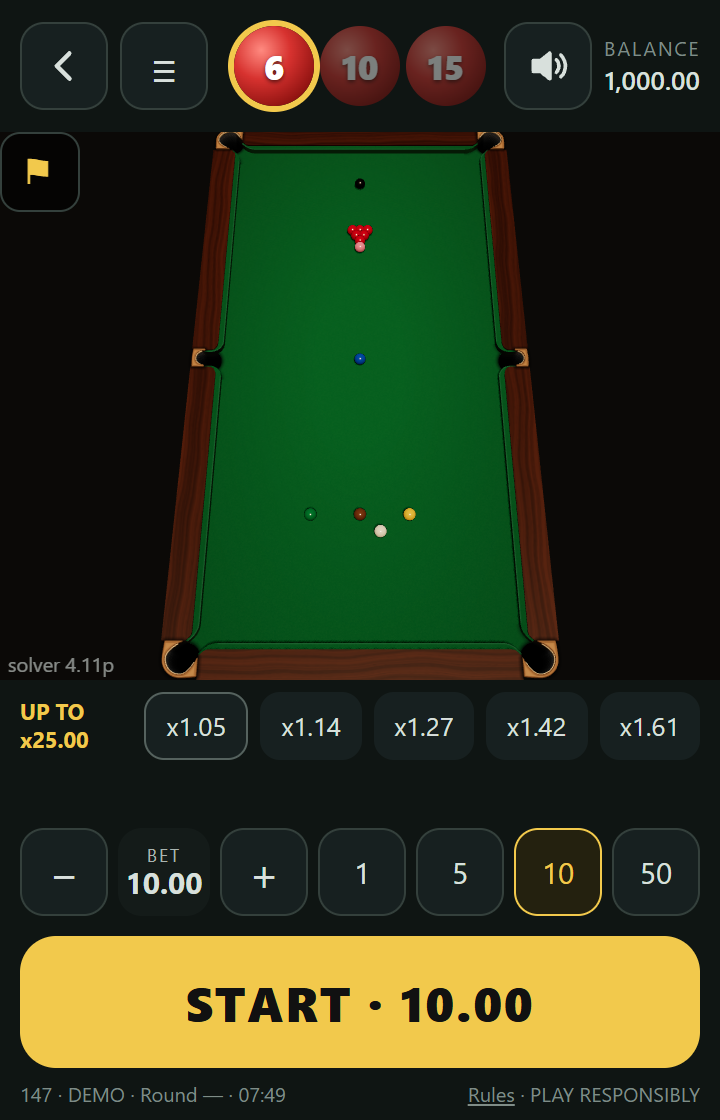 6
10
15
BALANCE
1,000.00
solver 4.11p
UP TO
x25.00
x1.05
x1.14
x1.27
x1.42
x1.61
−
BET
10.00
+
1
5
10
50
START · 10.00
147 · DEMO · Round — · 07:49
Rules · PLAY RESPONSIBLY